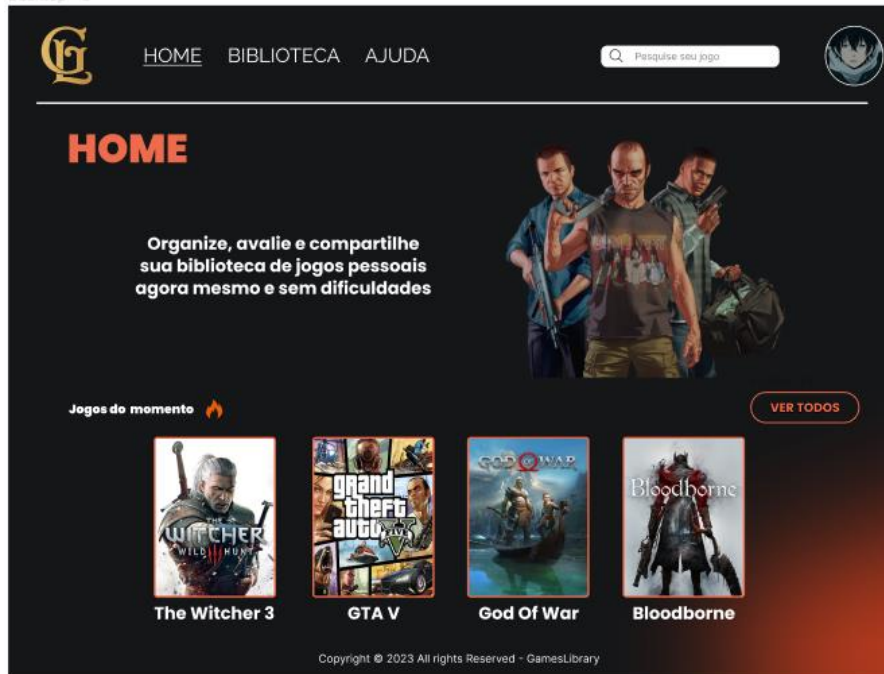 GL
HOME BIBLIOTECA AJUDA
Pesquise seu jogo
HOME
Organize, avalie e compartilhe
sua biblioteca de jogos pessoais
agora mesmo e sem dificuldades
Jogos do momento
VER TODOS
THE
WITCHER
WILD HUNT
grand
theft
auto
V
FIVE
GOD OF WAR
Bloodborne
The Witcher 3
GTA V
God Of War
Bloodborne
Copyright © 2023 All rights Reserved - GamesLibrary